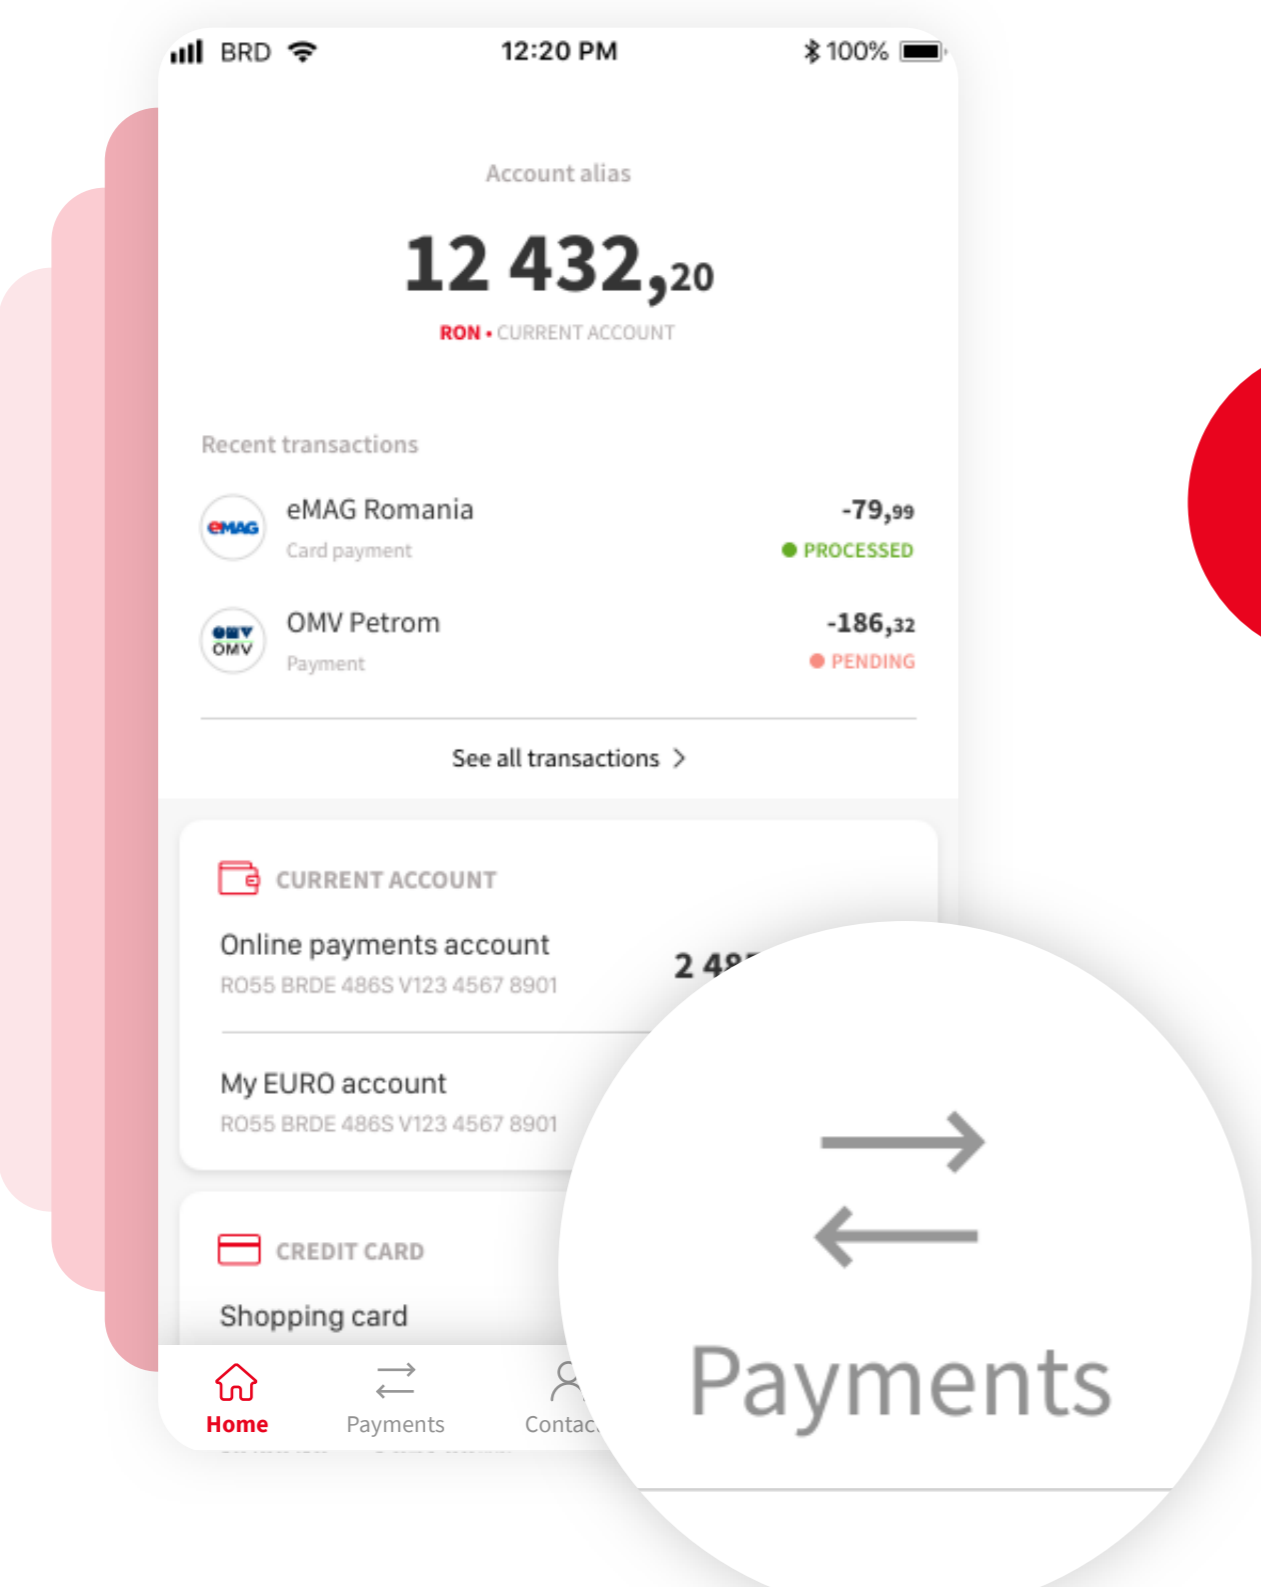 BRD 12:20 PM 100%
Account alias
12 432,20
RON • CURRENT ACCOUNT
Recent transactions
eMAG eMAG Romania -79,99
Card payment PROCESSED
OMV OMV Petrom -186,32
OMV Payment PENDING
See all transactions
CURRENT ACCOUNT
Online payments account 2
RO55 BRDE 486S V123 4567 8901
My EURO account
RO55 BRDE 486S V123 4567 8901
CREDIT CARD
Shopping card
Home Payments
Payments